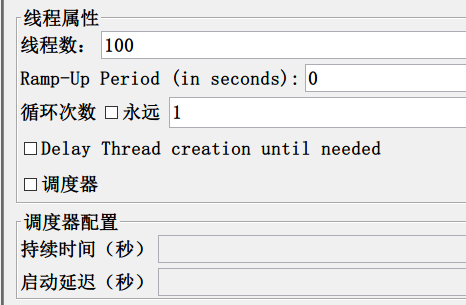 线程属性
线程数： 100
Ramp-Up Period (in seconds): 0
循环次数 永远 1
Delay Thread creation until needed
调度器
调度器配置
持续时间（秒）
启动延迟（秒）